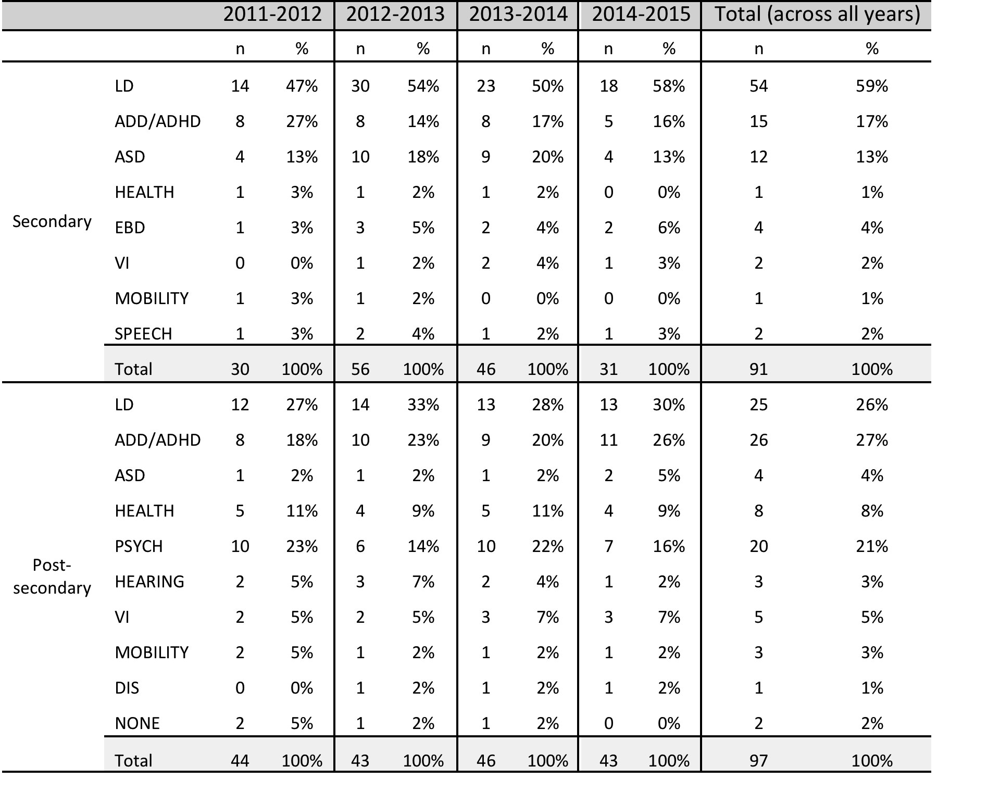 2011-2012 2012-2013 2013-2014 2014-2015 Total (across all years)
n % n % n % n % n %
LD 14 47% 30 54% 23 50% 18 58% 54 59%
ADD/ADHD 8 27% 8 14% 8 17% 5 16% 15 17%
ASD 4 13% 10 18% 9 20% 4 13% 12 13%
HEALTH 1 3% 1 2% 1 2% 0 0% 1 1%
Secondary
EBD 1 3% 3 5% 2 4% 2 6% 4 4%
VI 0 0% 1 2% 2 4% 1 3% 2 2%
MOBILITY 1 3% 1 2% 0 0% 0 0% 1 1%
SPEECH 1 3% 2 4% 1 2% 1 3% 2 2%
Total 30 100% 56 100% 46 100% 31 100% 91 100%
LD 12 27% 14 33% 13 28% 13 30% 25 26%
ADD/ADHD 8 18% 10 23% 9 20% 11 26% 26 27%
ASD 1 2% 1 2% 1 2% 2 5% 4 4%
HEALTH 5 11% 4 9% 5 11% 4 9% 8 8%
PSYCH 10 23% 6 14% 10 22% 7 16% 20 21%
Post-
secondary
HEARING 2 5% 3 7% 2 4% 1 2% 3 3%
VI 2 5% 2 5% 3 7% 3 7% 5 5%
MOBILITY 2 5% 1 2% 1 2% 1 2% 3 3%
DIS 0 0% 1 2% 1 2% 1 2% 1 1%
NONE 2 5% 1 2% 1 2% 0 0% 2 2%
Total 44 100% 43 100% 46 100% 43 100% 97 100%